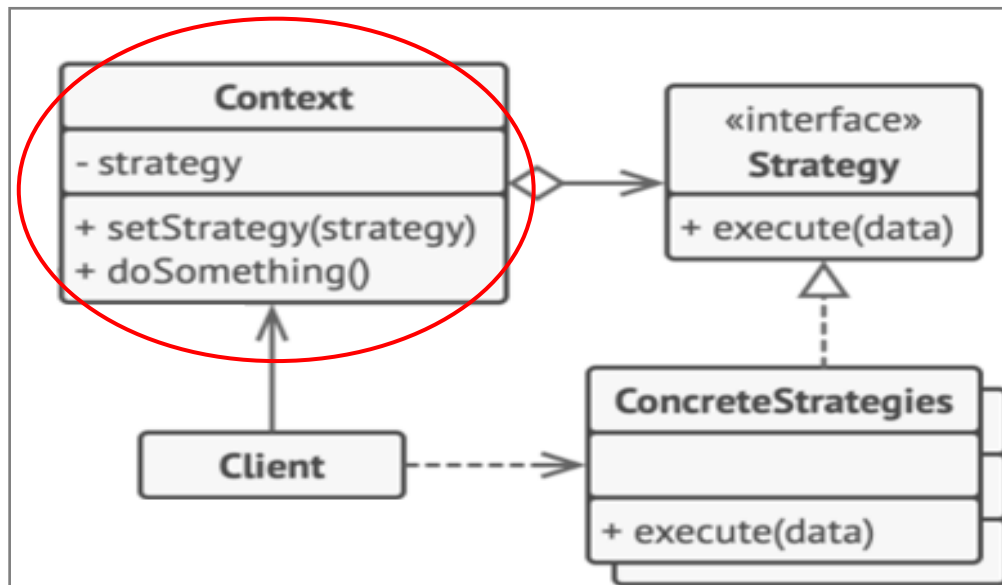 Context
- strategy
+ setStrategy(strategy)
+ doSomething()
«interface»
Strategy
+ execute(data)
Client
ConcreteStrategies
+ execute(data)